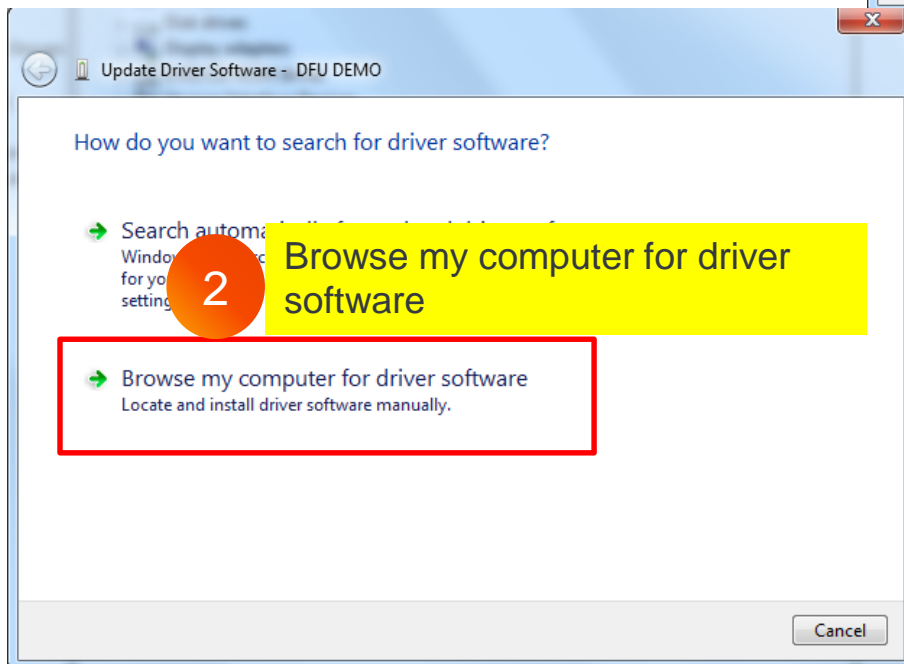 Update Driver Software - DFU DEMO
How do you want to search for driver software?
Search
2
Browse my computer for driver
software
Browse my computer for driver software
Locate and install driver software manually.
Cancel